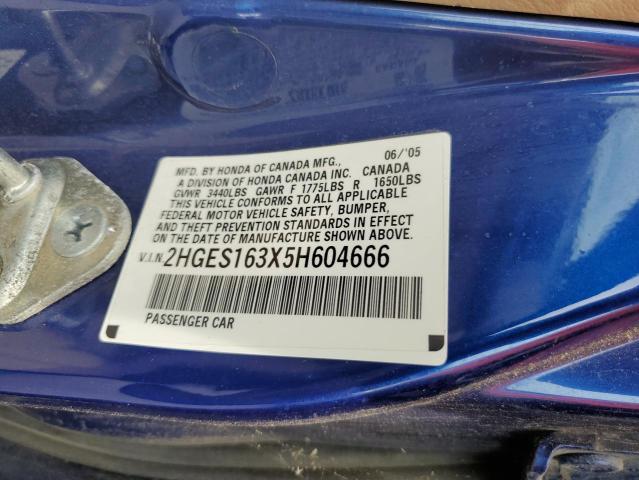 06/'05
MFD. BY HONDA OF CANADA MFG.,
A DIVISION OF HONDA CANADA INC. CANADA
GVWR 3440LBS GAWR F 1775LBS R 1650LBS
THIS VEHICLE CONFORMS TO ALL APPLICABLE
FEDERAL MOTOR VEHICLE SAFETY, BUMPER,
AND THEFT PREVENTION STANDARDS IN EFFECT
ON THE DATE OF MANUFACTURE SHOWN ABOVE.
V.I.N. 2HGES163X5H604666
PASSENGER CAR